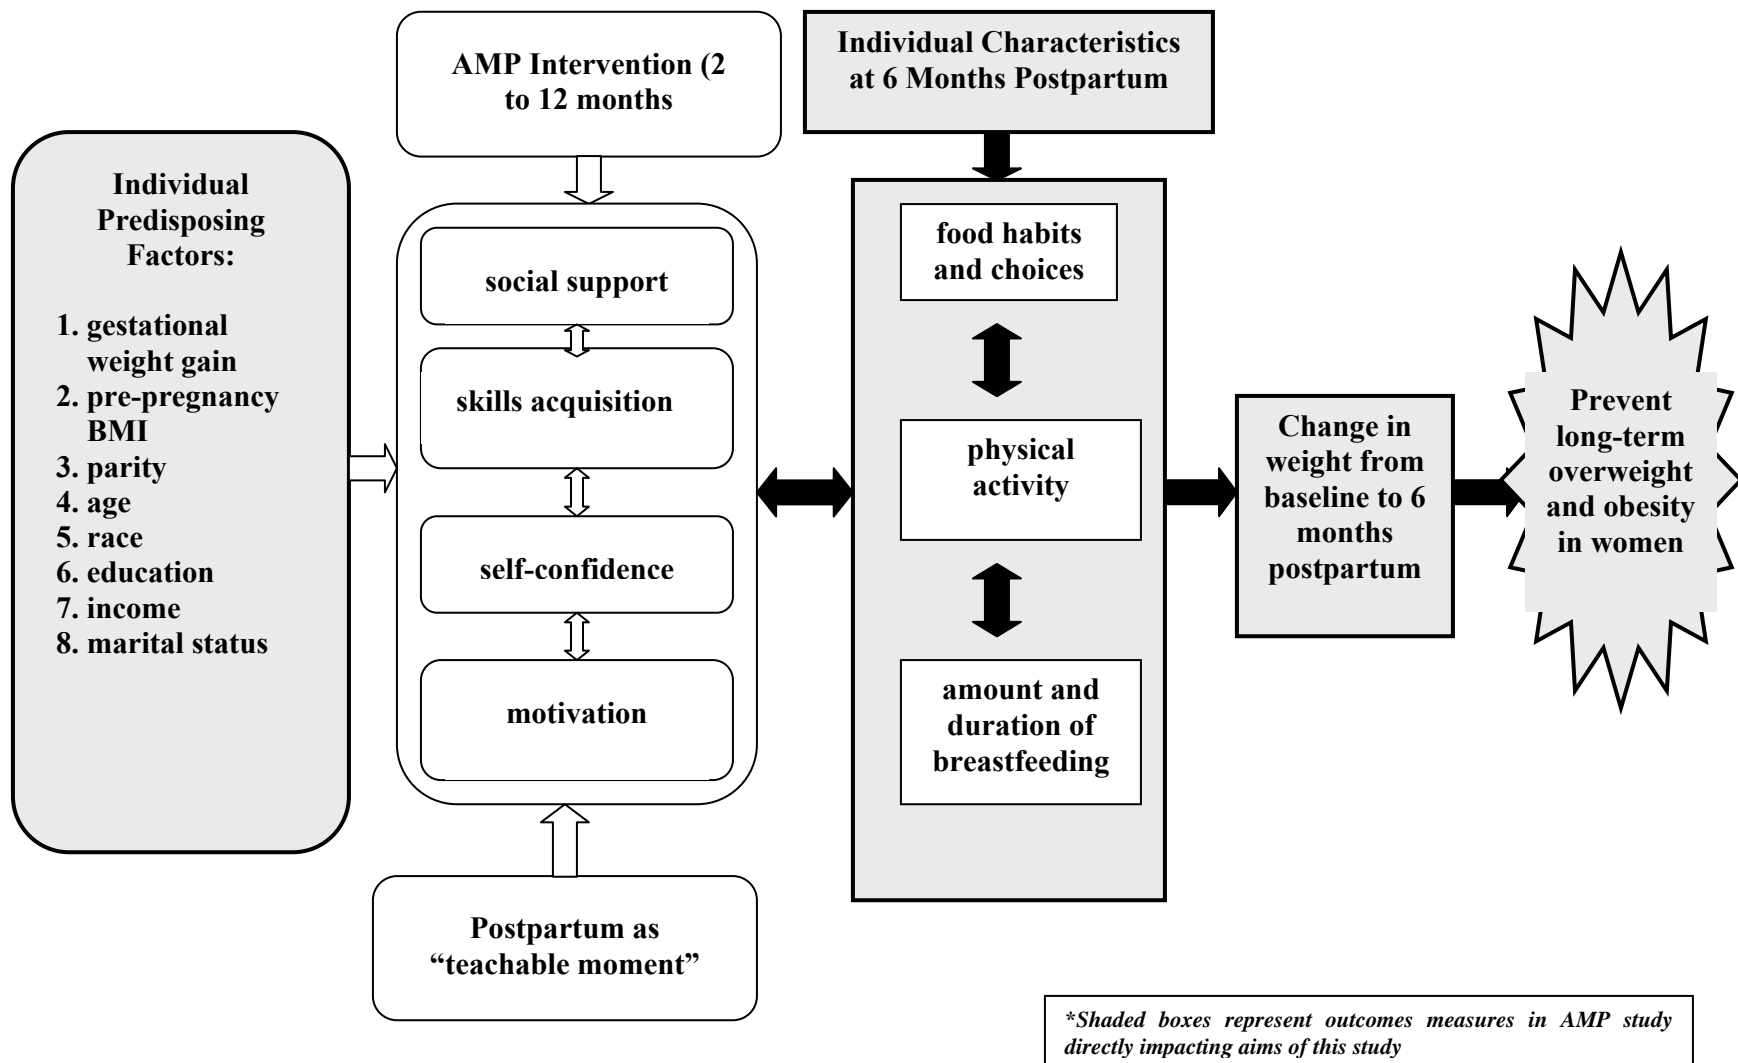 AMP Intervention (2
to 12 months
Individual Characteristics
at 6 Months Postpartum
Individual
Predisposing
Factors:
1. gestational
weight gain
2. pre-pregnancy
BMI
3. parity
4. age
5. race
6. education
7. income
8. marital status
social support
skills acquisition
self-confidence
motivation
Postpartum as
“teachable moment”
food habits
and choices
physical
activity
amount and
duration of
breastfeeding
Change in
weight from
baseline to 6
months
postpartum
Prevent
long-term
overweight
and obesity
in women
*Shaded boxes represent outcomes measures in AMP study
directly impacting aims of this study